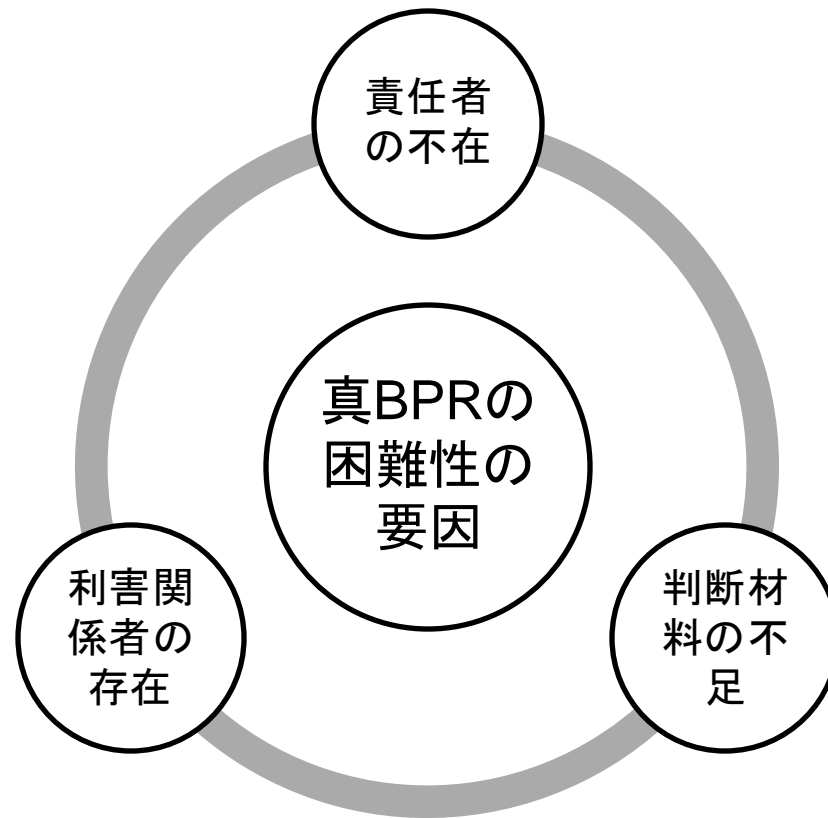 責任者
の不在
真BPRの
困難性の
要因
利害関
係者の
存在
判断材
料の不
足